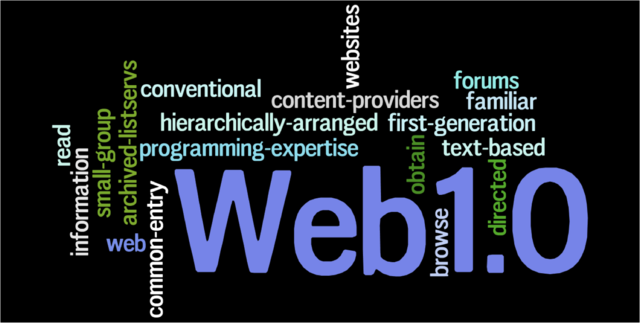 websites
conventional
forums
content-providers
familiar
hierarchically-arranged
first-generation
programming-expertise
text-based
read
small-group
archived-listservs
information
web
common-entry
Web1.0
obtain
browse
directed